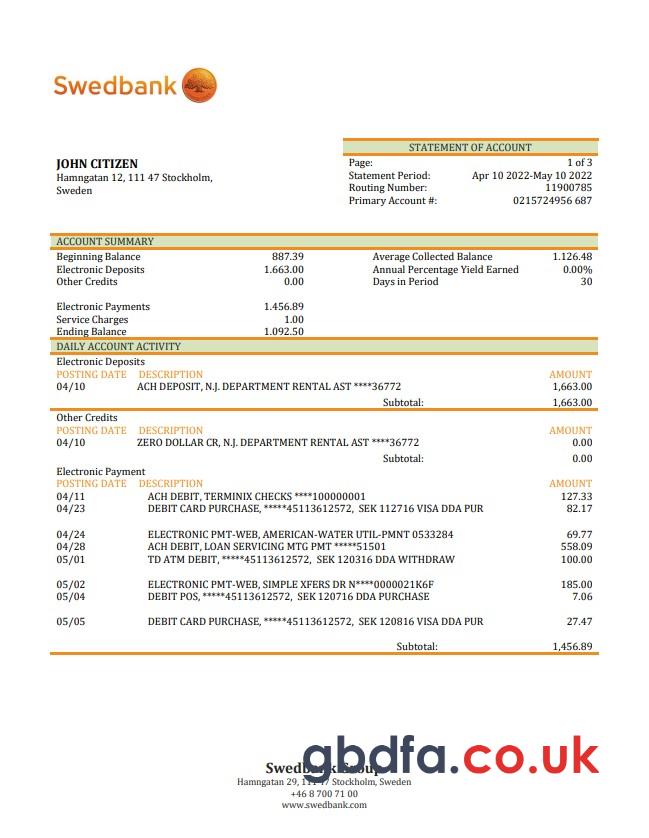 Swedbank
STATEMENT OF ACCOUNT
JOHN CITIZEN
Hamngatan 12, 111 47 Stockholm,
Sweden
Page: 1 of 3
Statement Period: Apr 10 2022-May 10 2022
Routing Number: 11900785
Primary Account #: 0215724956 687
ACCOUNT SUMMARY
Beginning Balance 887.39 Average Collected Balance 1.126.48
Electronic Deposits 1.663.00 Annual Percentage Yield Earned 0.00%
Other Credits 0.00 Days in Period 30
Electronic Payments 1.456.89
Service Charges 1.00
Ending Balance 1.092.50
DAILY ACCOUNT ACTIVITY
Electronic Deposits
POSTING DATE DESCRIPTION AMOUNT
04/10 ACH DEPOSIT, N.J. DEPARTMENT RENTAL AST ****36772 1,663.00
Subtotal: 1,663.00
Other Credits
POSTING DATE DESCRIPTION AMOUNT
04/10 ZERO DOLLAR CR, N.J. DEPARTMENT RENTAL AST ****36772 0.00
Subtotal: 0.00
Electronic Payment
POSTING DATE DESCRIPTION AMOUNT
04/11 ACH DEBIT, TERMINIX CHECKS ****100000001 127.33
04/23 DEBIT CARD PURCHASE, *****45113612572, SEK 112716 VISA DDA PUR 82.17
04/24 ELECTRONIC PMT-WEB, AMERICAN-WATER UTIL-PMNT 0533284 69.77
04/28 ACH DEBIT, LOAN SERVICING MTG PMT *****51501 558.09
05/01 TD ATM DEBIT, *****45113612572, SEK 120316 DDA WITHDRAW 100.00
05/02 ELECTRONIC PMT-WEB, SIMPLE XFERS DR N****0000021K6F 185.00
05/04 DEBIT POS, *****45113612572, SEK 120716 DDA PURCHASE 7.06
05/05 DEBIT CARD PURCHASE, *****45113612572, SEK 120816 VISA DDA PUR 27.47
Subtotal: 1,456.89
gbdfa.co.uk
Swedbank Group
Hamngatan 29, 111 47 Stockholm, Sweden
+46 8 700 71 00
www.swedbank.com